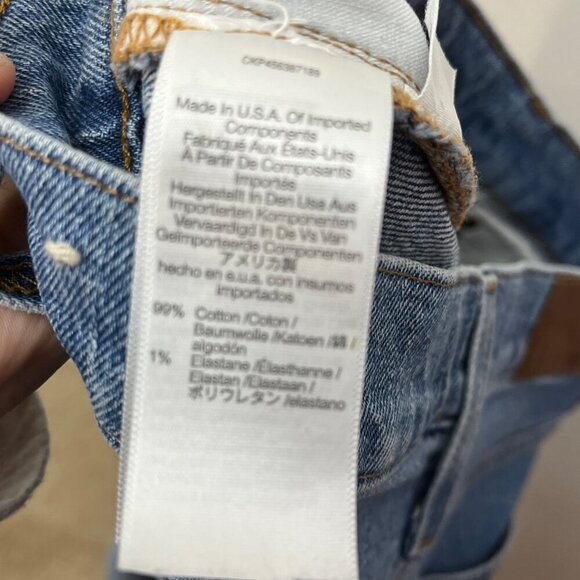 CKP456387189
Made In U.S.A. Of Imported
Components
Fabriqué Aux États-Unis
À Partir De Composants
Importés
Hergestellt In Den Usa Aus
Importierten Komponenten
Vervaardigd In De Vs Van
Geïmporteerde Componenten
アメリカ製
hecho en e.u.a. con insumos
importados
99% Cotton /Coton /
Baumwolle /Katoen /綿 /
algodón
1% Elastane /Élasthanne /
Elastan /Elastaan /
ポリウレタン /elastano